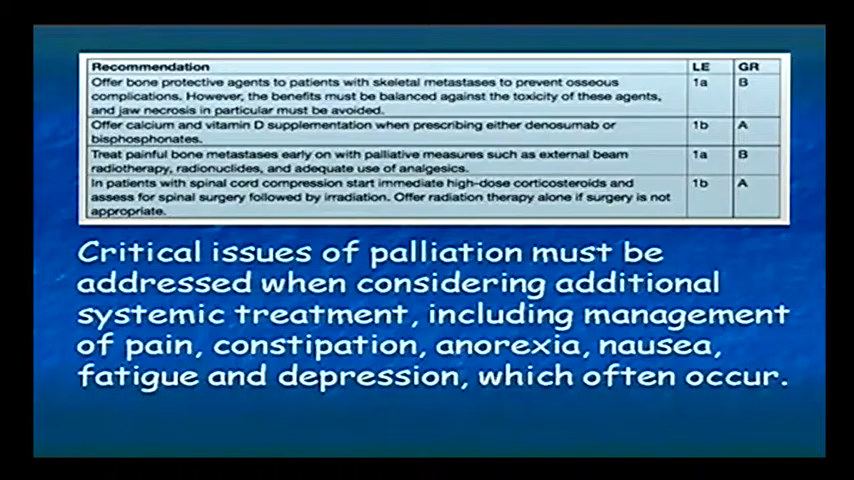 Recommendation LE GR
Offer bone protective agents to patients with skeletal metastases to prevent osseous 1a B
complications. However, the benefits must be balanced against the toxicity of these agents,
and jaw necrosis in particular must be avoided.
Offer calcium and vitamin D supplementation when prescribing either denosumab or 1b A
bisphosphonates.
Treat painful bone metastases early on with palliative measures such as external beam 1a B
radiotherapy, radionuclides, and adequate use of analgesics.
In patients with spinal cord compression start immediate high-dose corticosteroids and 1b A
assess for spinal surgery followed by irradiation. Offer radiation therapy alone if surgery is not
appropriate.
Critical issues of palliation must be
addressed when considering additional
systemic treatment, including management
of pain, constipation, anorexia, nausea,
fatigue and depression, which often occur.